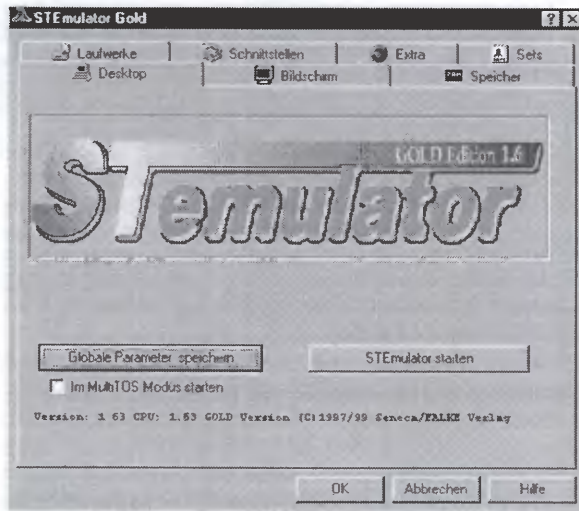 STEmulator Gold
Laufwerke Schnittstellen Extra Sets
Desktop Bildschirm Speicher
GOLD Edition 1.6
STemulator
Globale Parameter speichern STEmulator starten
Im MultiTOS Modus starten
Version: 1 63 CPU: 1.53 GOLD Version (C)1997/99 Seneca/FALKE Verlag
OK Abbrechen Hilfe